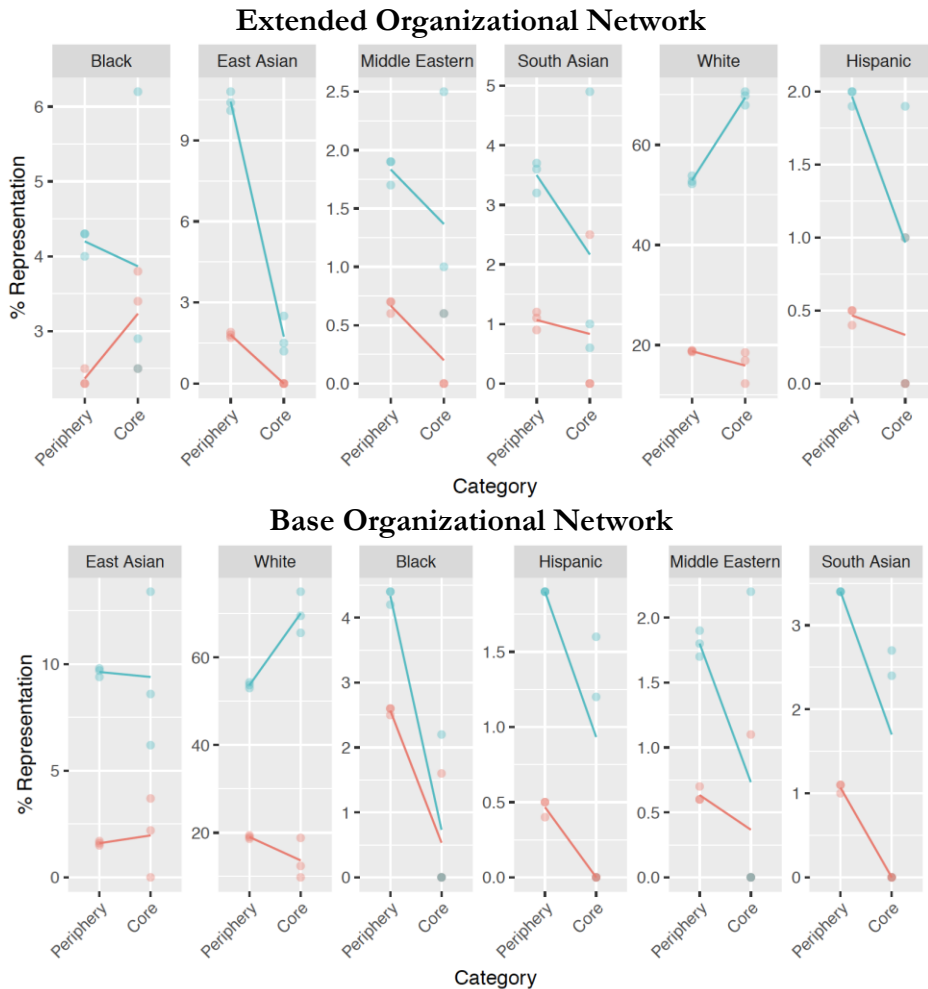 Extended Organizational Network
Black East Asian Middle Eastern South Asian White Hispanic
% Representation
6 5 4 3
9 6 3 0
2.5 2.0 1.5 1.0 0.5 0.0
5 4 3 2 1 0
60 40 20
2.0 1.5 1.0 0.5 0.0
Periphery Core Periphery Core Periphery Core Periphery Core Periphery Core Periphery Core
Category
Base Organizational Network
East Asian White Black Hispanic Middle Eastern South Asian
% Representation
10 5 0
60 40 20
4 3 2 1 0
1.5 1.0 0.5 0.0
2.0 1.5 1.0 0.5 0.0
3 2 1 0
Periphery Core Periphery Core Periphery Core Periphery Core Periphery Core Periphery Core
Category